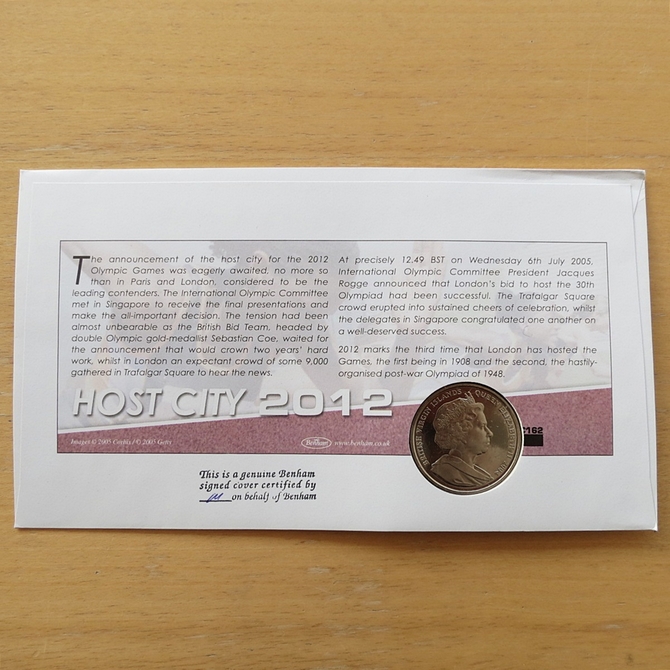 The announcement of the host city for the 2012
Olympic Games was eagerly awaited, no more so
than in Paris and London, considered to be the
leading contenders. The International Olympic Committee
met in Singapore to receive the final presentations and
make the all-important decision. The tension had been
almost unbearable as the British Bid Team, headed by
double Olympic gold-medallist Sebastian Coe, waited for
the announcement that would crown two years' hard
work, whilst in London an expectant crowd of some 9,000
gathered in Trafalgar Square to hear the news.
At precisely 12.49 BST on Wednesday 6th July 2005,
International Olympic Committee President Jacques
Rogge announced that London's bid to host the 30th
Olympiad had been successful. The Trafalgar Square
crowd erupted into sustained cheers of celebration, whilst
the delegates in Singapore congratulated one another on
a well-deserved success.
2012 marks the third time that London has hosted the
Games, the first being in 1908 and the second, the hastily-
organised post-war Olympiad of 1948.
HOST CITY 2012
Images © 2005 Corbis / © 2005 Getty
Benham www.benham.co.uk
BRITISH VIRGIN ISLANDS QUEEN ELIZABETH II
C162
This is a genuine Benham
signed cover certified by
on behalf of Benham